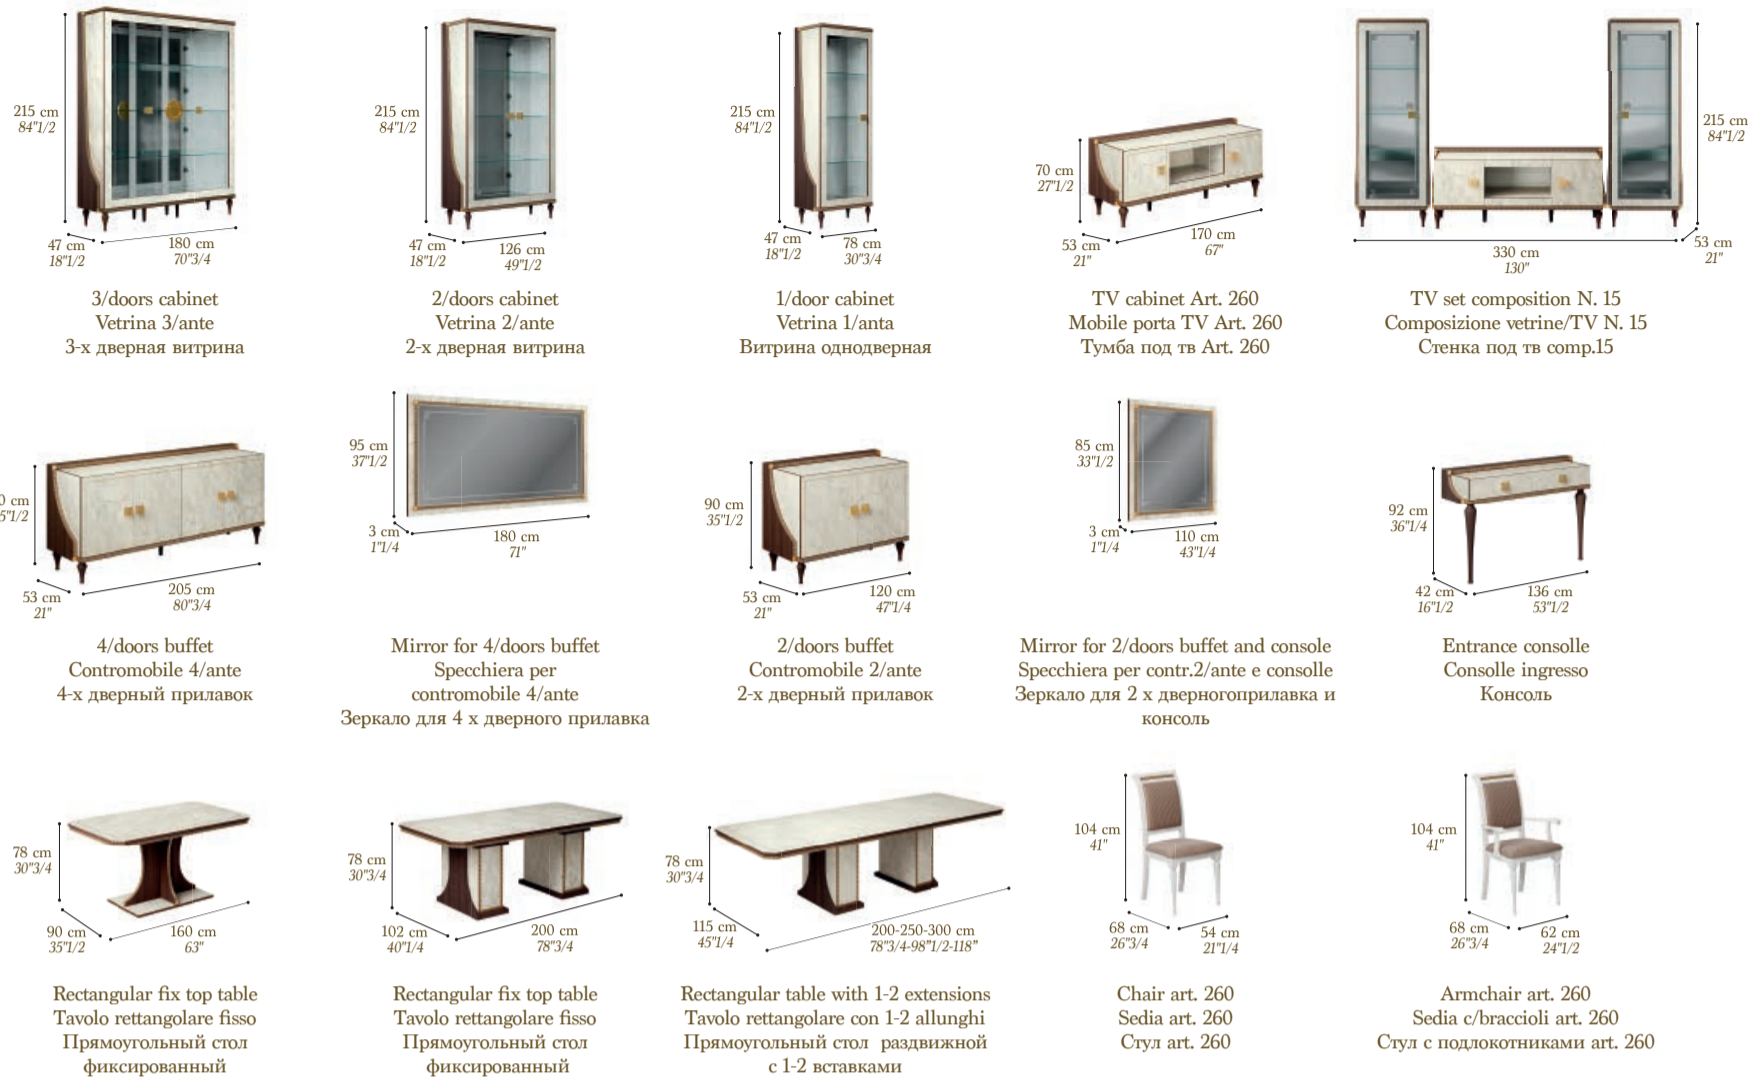 215 cm
84"1/2
47 cm
18"1/2
180 cm
70"3/4
3/doors cabinet
Vetrina 3/ante
3-х дверная витрина
215 cm
84"1/2
47 cm
18"1/2
126 cm
49"1/2
2/doors cabinet
Vetrina 2/ante
2-х дверная витрина
215 cm
84"1/2
47 cm
18"1/2
78 cm
30"3/4
1/door cabinet
Vetrina 1/anta
Витрина однодверная
70 cm
27"1/2
53 cm
21"
170 cm
67"
TV cabinet Art. 260
Mobile porta TV Art. 260
Тумба под тв Art. 260
215 cm
84"1/2
53 cm
21"
330 cm
130"
TV set composition N. 15
Composizione vetrine/TV N. 15
Стенка под тв comp.15
0 cm
5"1/2
53 cm
21"
205 cm
80"3/4
4/doors buffet
Contromobile 4/ante
4-х дверный прилавок
95 cm
37"1/2
3 cm
1"1/4
180 cm
71"
Mirror for 4/doors buffet
Specchiera per
contromobile 4/ante
Зеркало для 4 х дверного прилавка
90 cm
35"1/2
53 cm
21"
120 cm
47"1/4
2/doors buffet
Contromobile 2/ante
2-х дверный прилавок
85 cm
33"1/2
3 cm
1"1/4
110 cm
43"1/4
Mirror for 2/doors buffet and console
Specchiera per contr.2/ante e consolle
Зеркало для 2 х дверногоприлавка и
консоль
92 cm
36"1/4
42 cm
16"1/2
136 cm
53"1/2
Entrance consolle
Consolle ingresso
Консоль
78 cm
30"3/4
90 cm
35"1/2
160 cm
63"
Rectangular fix top table
Tavolo rettangolare fisso
Прямоугольный стол
фиксированный
78 cm
30"3/4
102 cm
40"1/4
200 cm
78"3/4
Rectangular fix top table
Tavolo rettangolare fisso
Прямоугольный стол
фиксированный
78 cm
30"3/4
115 cm
45"1/4
200-250-300 cm
78"3/4-98"1/2-118"
Rectangular table with 1-2 extensions
Tavolo rettangolare con 1-2 allunghi
Прямоугольный стол раздвижной
с 1-2 вставками
104 cm
41"
68 cm
26"3/4
54 cm
21"1/4
Chair art. 260
Sedia art. 260
Стул art. 260
104 cm
41"
68 cm
26"3/4
62 cm
24"1/2
Armchair art. 260
Sedia c/braccioli art. 260
Стул с подлокотниками art. 260